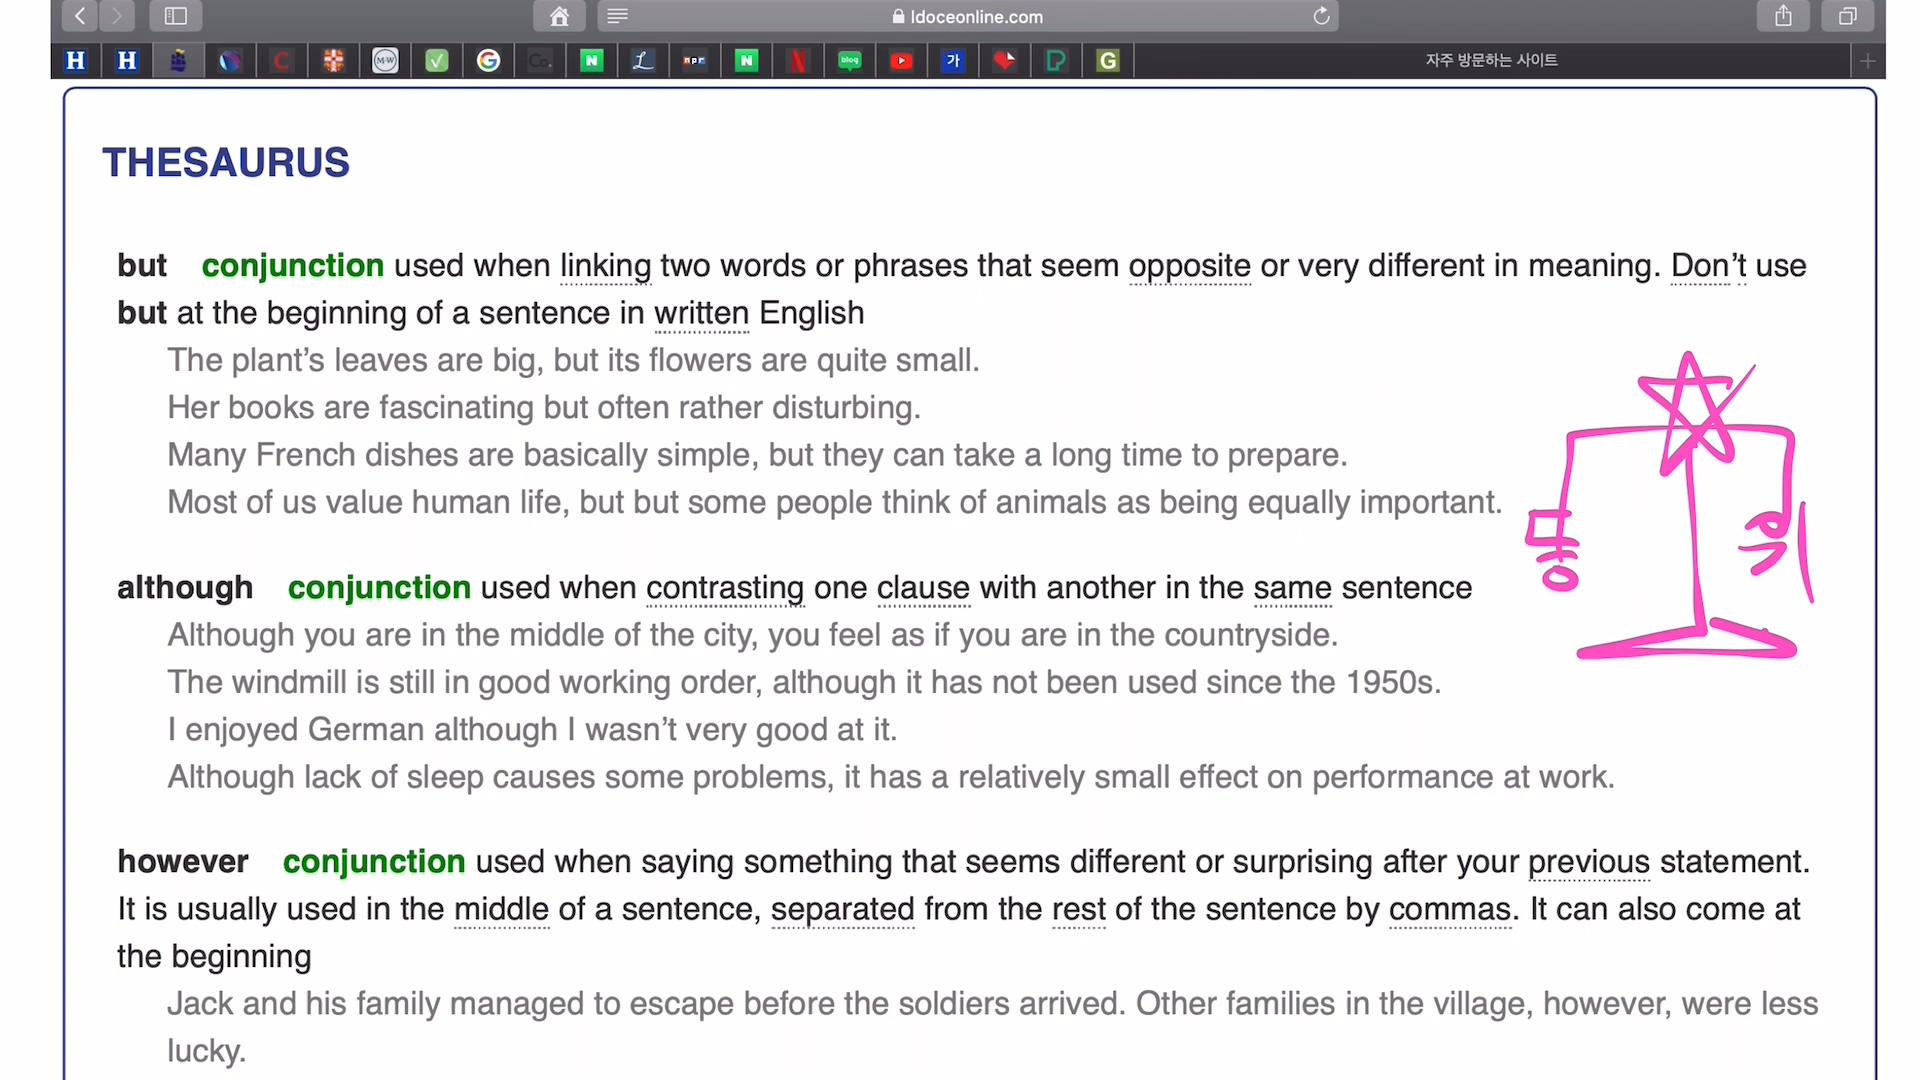 ldoceonline.com
H H C M-W G Co. N L npr N N blog 가 P G 자주 방문하는 사이트
THESAURUS
but conjunction used when linking two words or phrases that seem opposite or very different in meaning. Don’t use
but at the beginning of a sentence in written English
The plant’s leaves are big, but its flowers are quite small.
Her books are fascinating but often rather disturbing.
Many French dishes are basically simple, but they can take a long time to prepare.
Most of us value human life, but but some people think of animals as being equally important.
although conjunction used when contrasting one clause with another in the same sentence
Although you are in the middle of the city, you feel as if you are in the countryside.
The windmill is still in good working order, although it has not been used since the 1950s.
I enjoyed German although I wasn’t very good at it.
Although lack of sleep causes some problems, it has a relatively small effect on performance at work.
however conjunction used when saying something that seems different or surprising after your previous statement.
It is usually used in the middle of a sentence, separated from the rest of the sentence by commas. It can also come at
the beginning
Jack and his family managed to escape before the soldiers arrived. Other families in the village, however, were less
lucky.